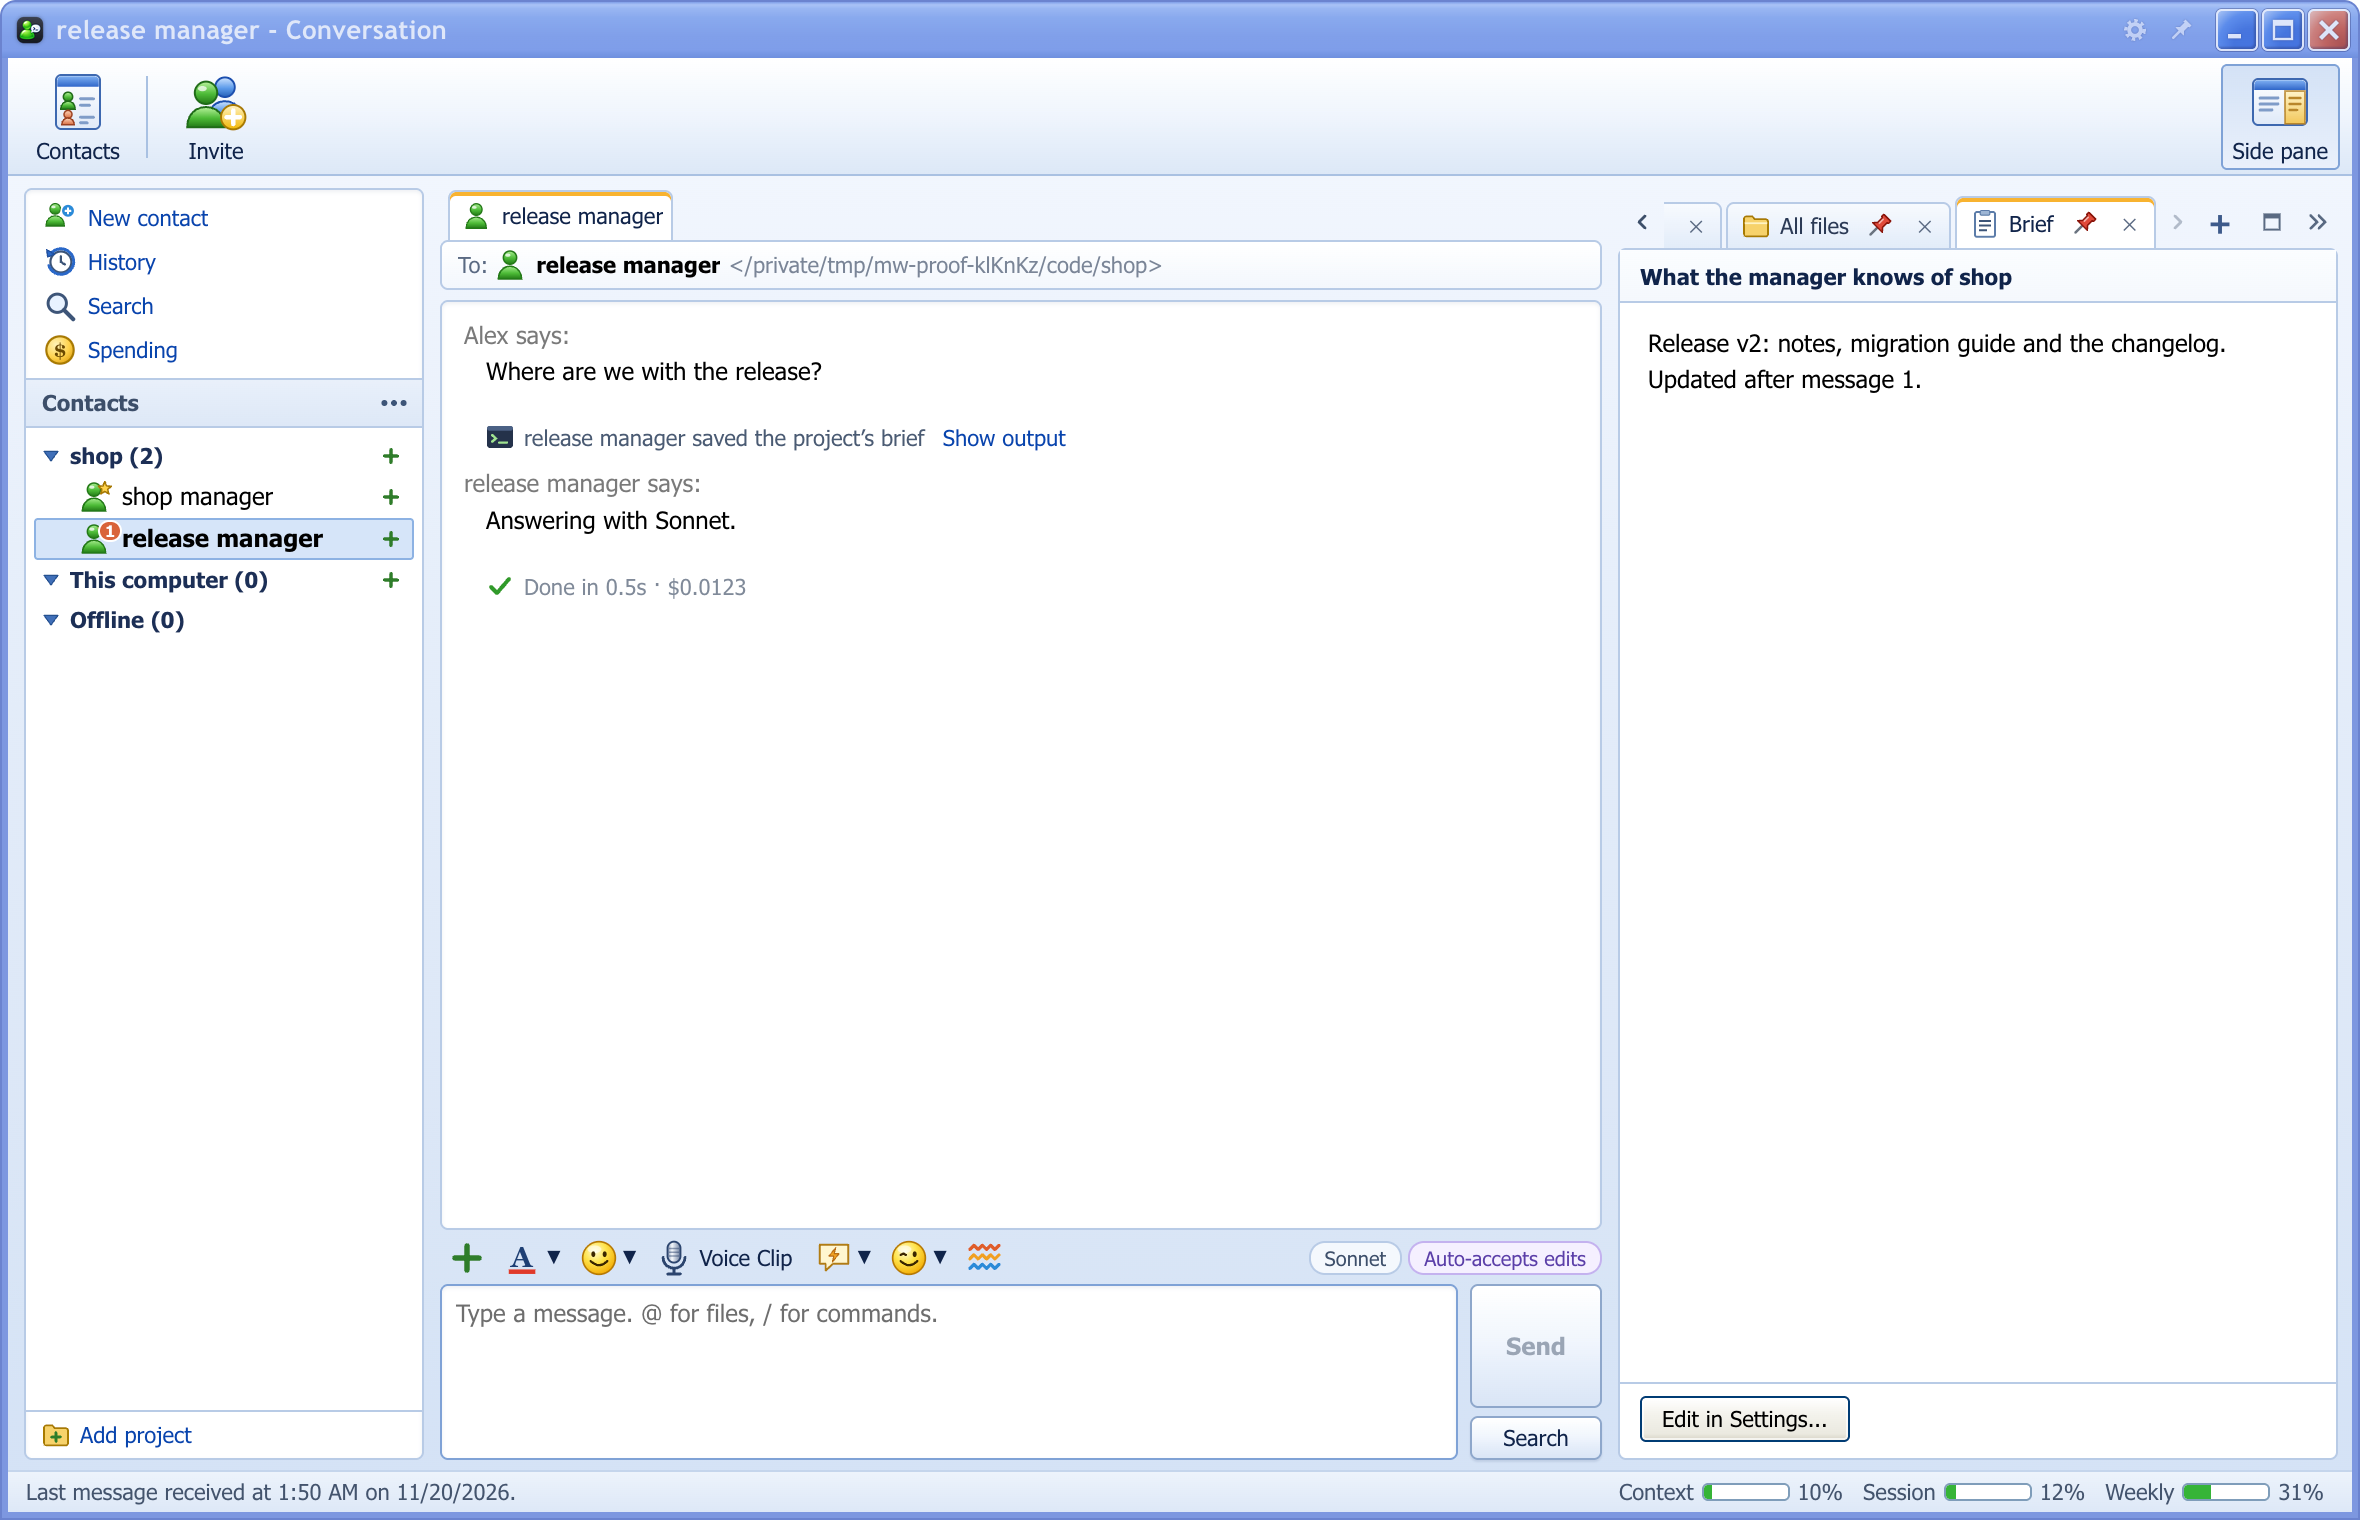 release manager - Conversation
Contacts
Invite
Side pane
New contact
History
Search
Spending
Contacts
shop (2)
shop manager
1
release manager
This computer (0)
Offline (0)
Add project
release manager
To: release manager </private/tmp/mw-proof-klKnKz/code/shop>
Alex says:
Where are we with the release?
release manager saved the project’s brief Show output
release manager says:
Answering with Sonnet.
Done in 0.5s · $0.0123
A
Voice Clip
Sonnet
Auto-accepts edits
Type a message. @ for files, / for commands.
Send
Search
All files
Brief
What the manager knows of shop
Release v2: notes, migration guide and the changelog.
Updated after message 1.
Edit in Settings...
Last message received at 1:50 AM on 11/20/2026.
Context 10% Session 12% Weekly 31%